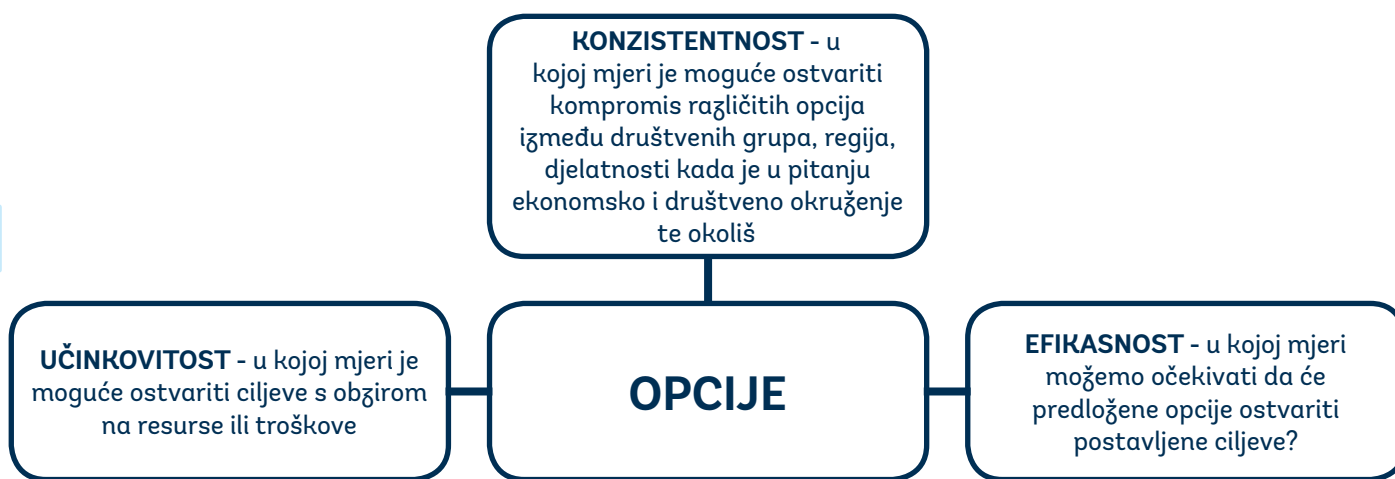 KONZISTENTNOST - u
kojoj mjeri je moguće ostvariti
kompromis različitih opcija
između društvenih grupa, regija,
djelatnosti kada je u pitanju
ekonomsko i društveno okruženje
te okoliš
UČINKOVITOST - u kojoj mjeri je
moguće ostvariti ciljeve s obzirom
na resurse ili troškove
OPCIJE
EFIKASNOST - u kojoj mjeri
možemo očekivati da će
predložene opcije ostvariti
postavljene ciljeve?